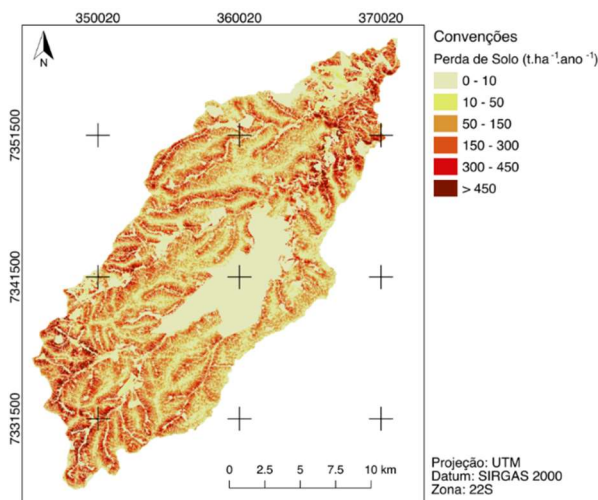 350020 360020 370020
N
7351500
7341500
7331500
Convenções
Perda de Solo (t.ha⁻¹.ano⁻¹)
0 - 10
10 - 50
50 - 150
150 - 300
300 - 450
> 450
0 2.5 5 7.5 10 km
Projeção: UTM
Datum: SIRGAS 2000
Zona: 22S